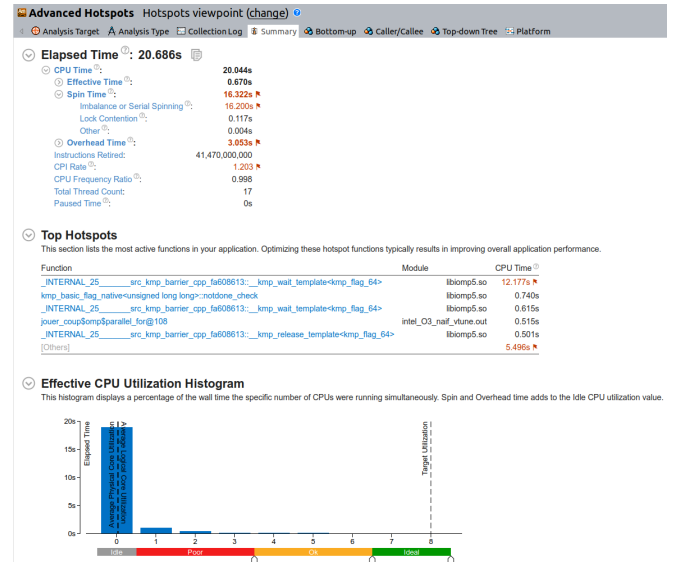 Advanced Hotspots Hotspots viewpoint (change) ?
Analysis Target Analysis Type Collection Log Summary Bottom-up Caller/Callee Top-down Tree Platform
Elapsed Time ?: 20.686s
CPU Time ?: 20.044s
Effective Time ?: 0.670s
Spin Time ?: 16.322s
Imbalance or Serial Spinning ?: 16.200s
Lock Contention ?: 0.117s
Other ?: 0.004s
Overhead Time ?: 3.053s
Instructions Retired: 41,470,000,000
CPI Rate ?: 1.203
CPU Frequency Ratio ?: 0.998
Total Thread Count: 17
Paused Time ?: 0s
Top Hotspots
This section lists the most active functions in your application. Optimizing these hotspot functions typically results in improving overall application performance.
Function Module CPU Time ?
_INTERNAL_25_______src_kmp_barrier_cpp_fa608613::__kmp_wait_template<kmp_flag_64> libiomp5.so 12.177s
kmp_basic_flag_native<unsigned long long>::notdone_check libiomp5.so 0.740s
_INTERNAL_25_______src_kmp_barrier_cpp_fa608613::__kmp_wait_template<kmp_flag_64> libiomp5.so 0.615s
jouer_coup$omp$parallel_for@108 intel_O3_naif_vtune.out 0.515s
_INTERNAL_25_______src_kmp_barrier_cpp_fa608613::__kmp_release_template<kmp_flag_64> libiomp5.so 0.501s
[Others] 5.496s
Effective CPU Utilization Histogram
This histogram displays a percentage of the wall time the specific number of CPUs were running simultaneously. Spin and Overhead time adds to the Idle CPU utilization value.
Elapsed Time
20s
15s
10s
5s
0s
Average Physical Core Utilization
Average Logical Core Utilization
Target Utilization
0 1 2 3 4 5 6 7 8
Idle Poor Ok Ideal